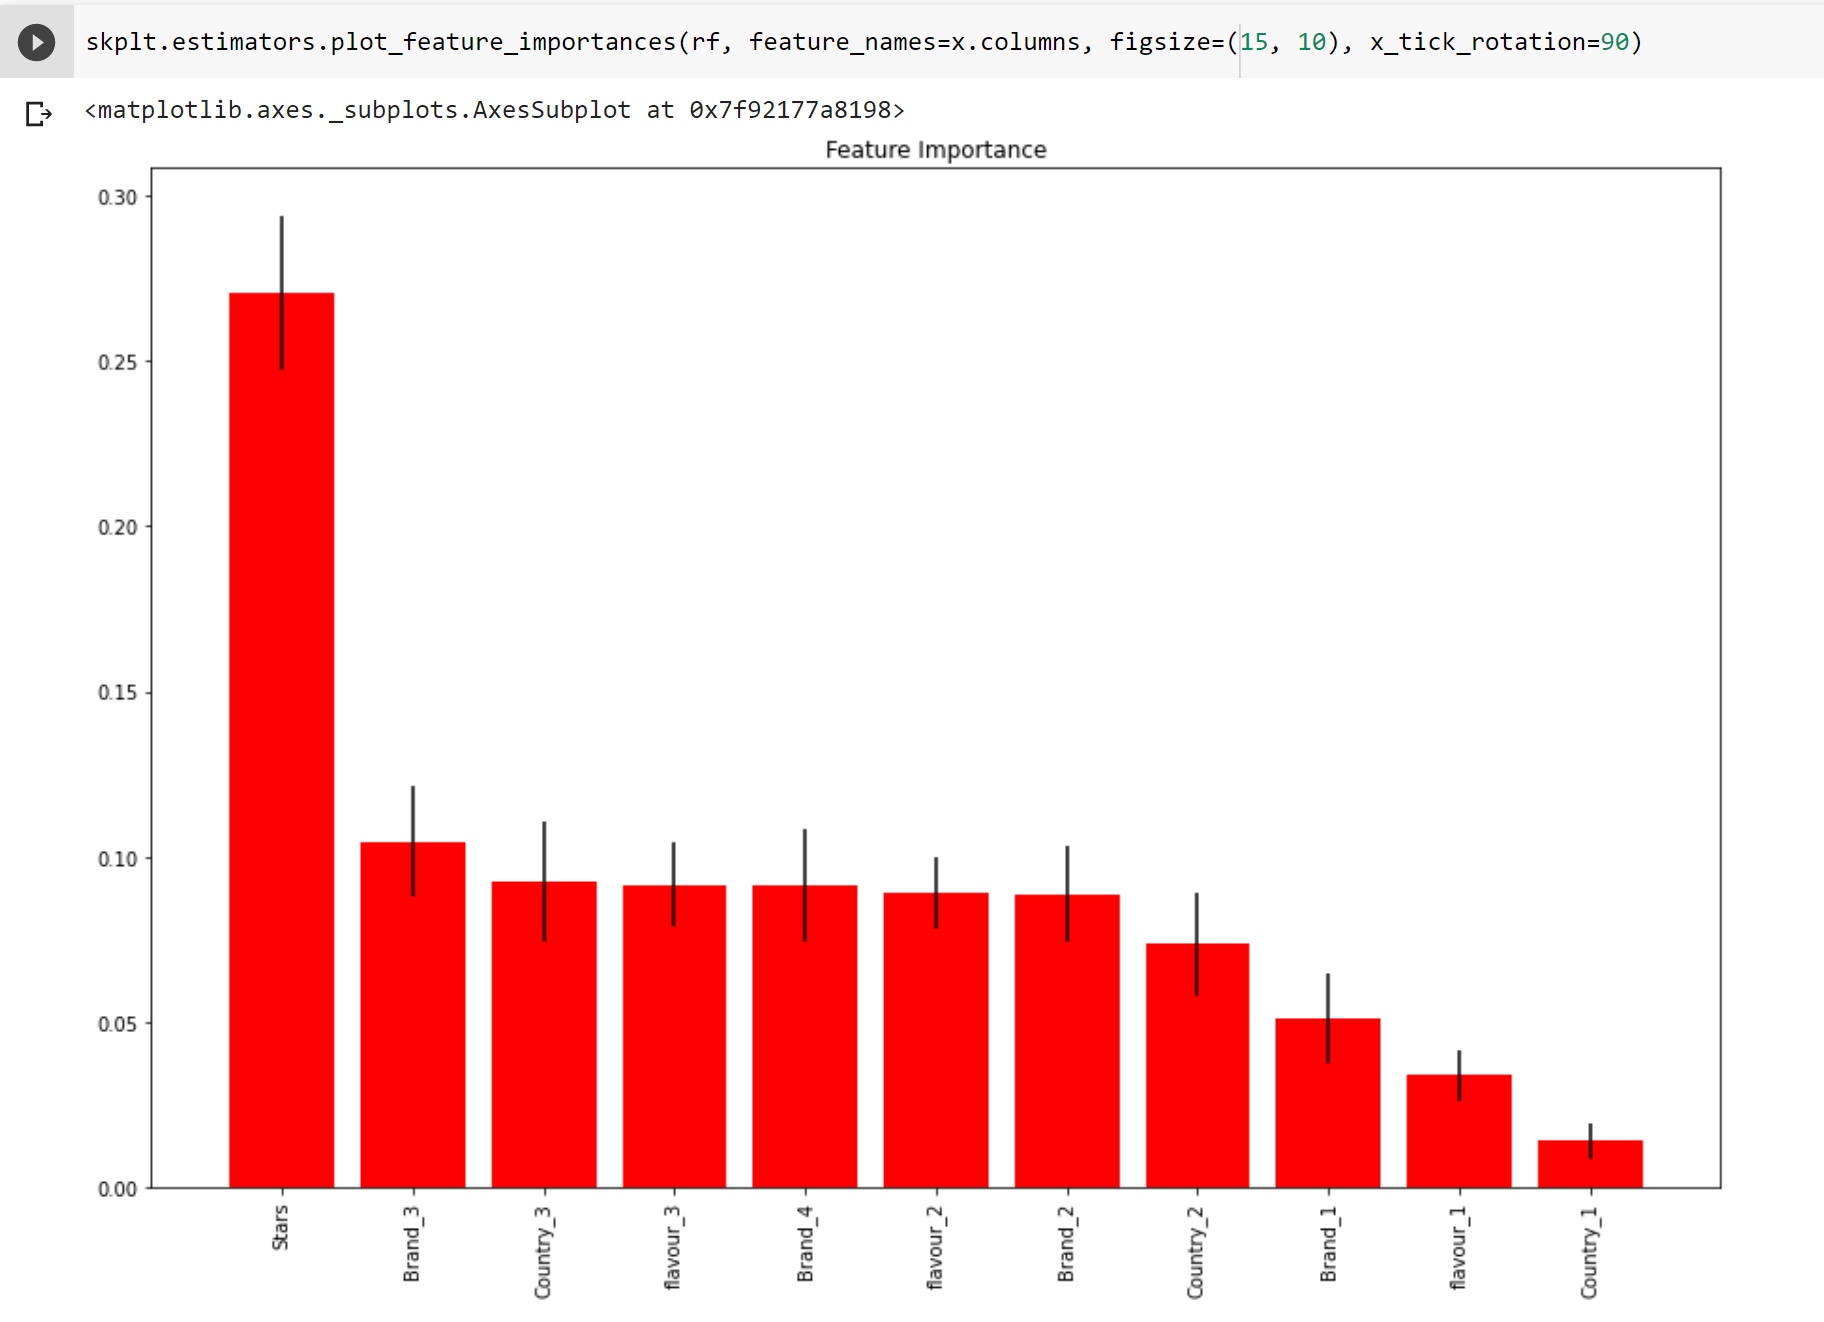 skplt.estimators.plot_feature_importances(rf, feature_names=x.columns, figsize=(15, 10), x_tick_rotation=90)
<matplotlib.axes._subplots.AxesSubplot at 0x7f92177a8198>
Feature Importance
0.30
0.25
0.20
0.15
0.10
0.05
0.00
Stars
Brand_3
Country_3
flavour_3
Brand_4
flavour_2
Brand_2
Country_2
Brand_1
flavour_1
Country_1